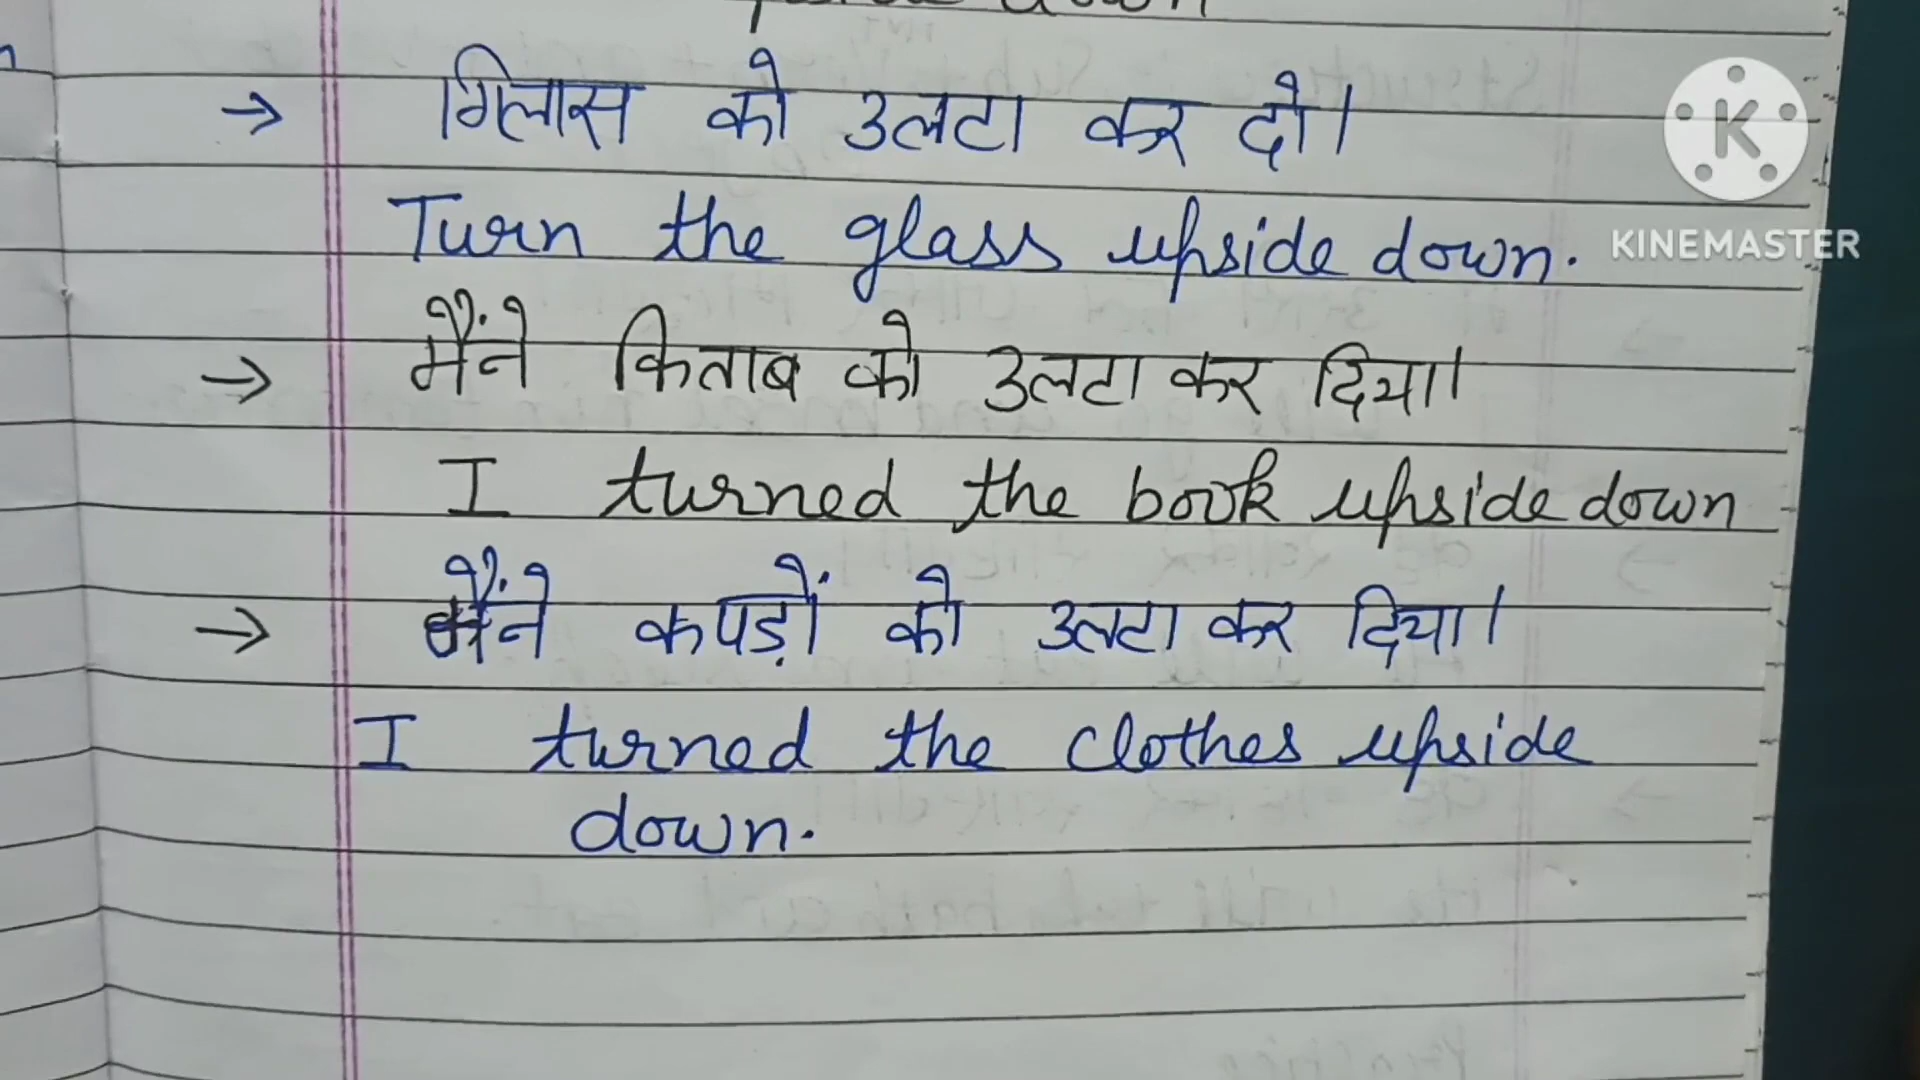 गिलास को उलटा कर दो।
Turn the glass upside down.
मैंने किताब को उलटा कर दिया।
I turned the book upside down
मैंने कपड़ों को उलटा कर दिया।
I turned the clothes upside
down.
KINEMASTER